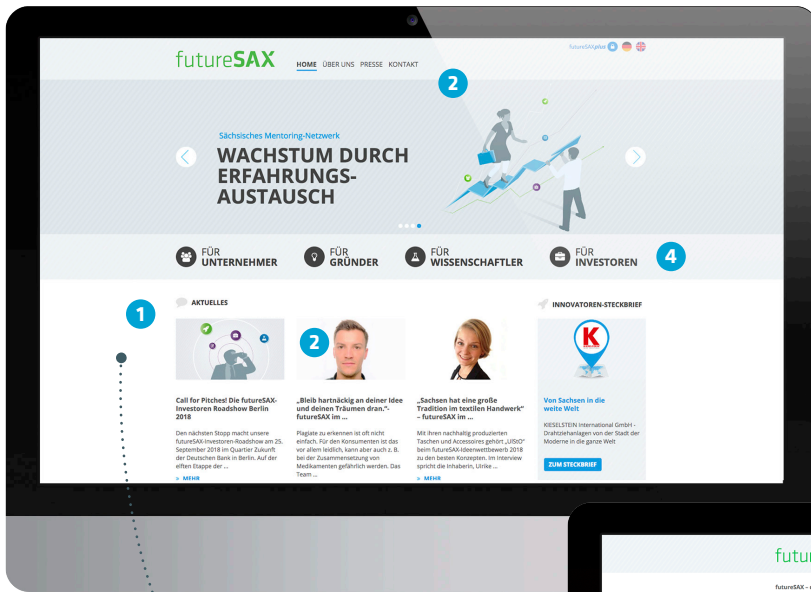 futureSAX
HOME ÜBER UNS PRESSE KONTAKT
futureSAXplus
2
Sächsisches Mentoring-Netzwerk
WACHSTUM DURCH
ERFAHRUNGS-
AUSTAUSCH
FÜR
UNTERNEHMER
FÜR
GRÜNDER
FÜR
WISSENSCHAFTLER
FÜR
INVESTOREN
4
1
AKTUELLES
2
Call for Pitches! Die futureSAX-
Investoren Roadshow Berlin
2018
Den nächsten Stopp macht unsere
futureSAX-Investoren-Roadshow am 25.
September 2018 im Quartier Zukunft
der Deutschen Bank in Berlin. Auf der
elften Etappe der ...
» MEHR
„Bleib hartnäckig an deiner Idee
und deinen Träumen dran.“-
futureSAX im ...
Plagiate zu erkennen ist oft nicht
einfach. Für den Konsumenten ist das
vor allem leidlich, kann aber auch z. B.
bei der Zusammensetzung von
Medikamenten gefährlich werden. Das
Team ...
„Sachsen hat eine große
Tradition im textilen Handwerk“
– futureSAX im ...
Mit ihren nachhaltig produzierten
Taschen und Accessoires gehört „UlStO“
beim futureSAX-Ideenwettbewerb 2018
zu den besten Konzepten. Im Interview
spricht die Inhaberin, Ulrike ...
» MEHR
INNOVATOREN-STECKBRIEF
K
Von Sachsen in die
weite Welt
KIESELSTEIN International GmbH -
Drahtziehanlagen von der Stadt der
Moderne in die ganze Welt
ZUM STECKBRIEF
futur
futureSAX –